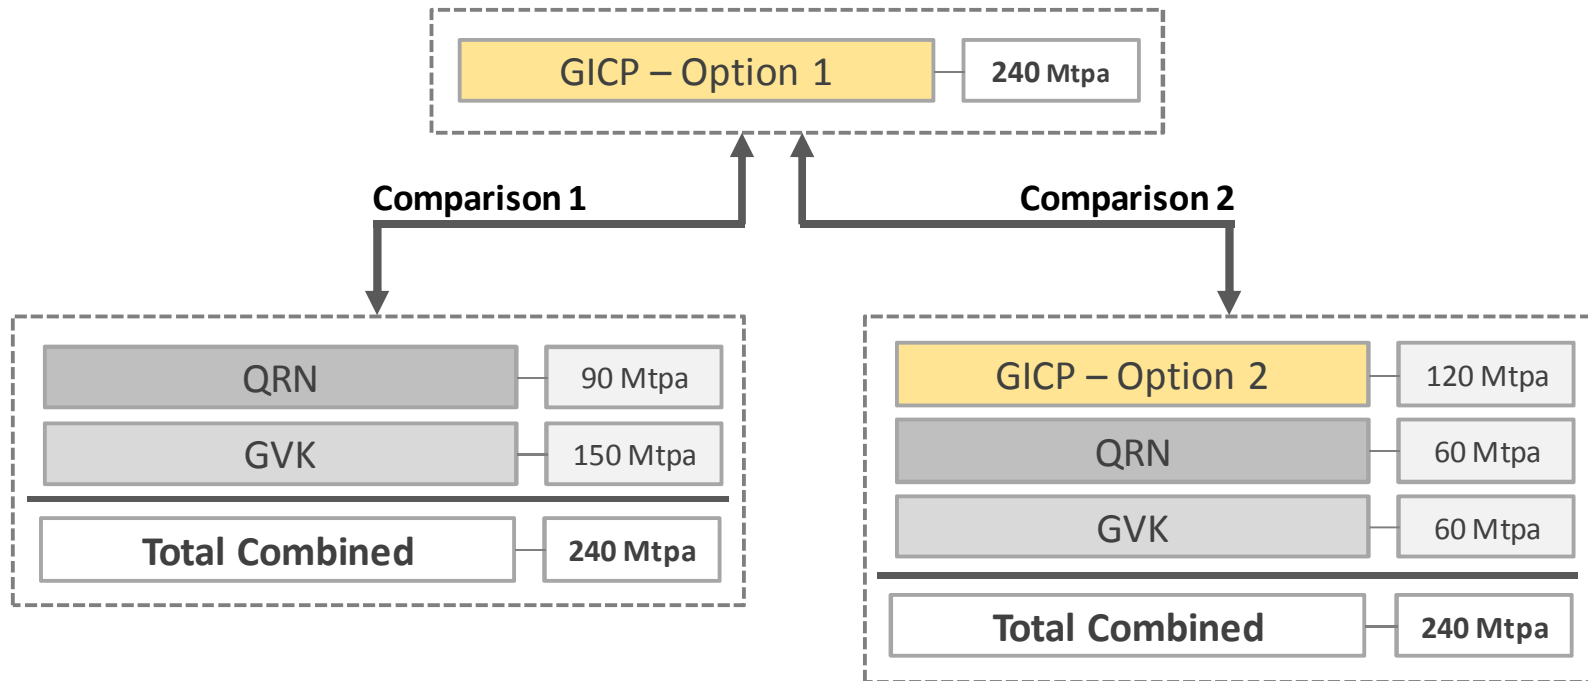 GICP – Option 1
240 Mtpa
Comparison 1
Comparison 2
QRN
90 Mtpa
GVK
150 Mtpa
Total Combined
240 Mtpa
GICP – Option 2
120 Mtpa
QRN
60 Mtpa
GVK
60 Mtpa
Total Combined
240 Mtpa